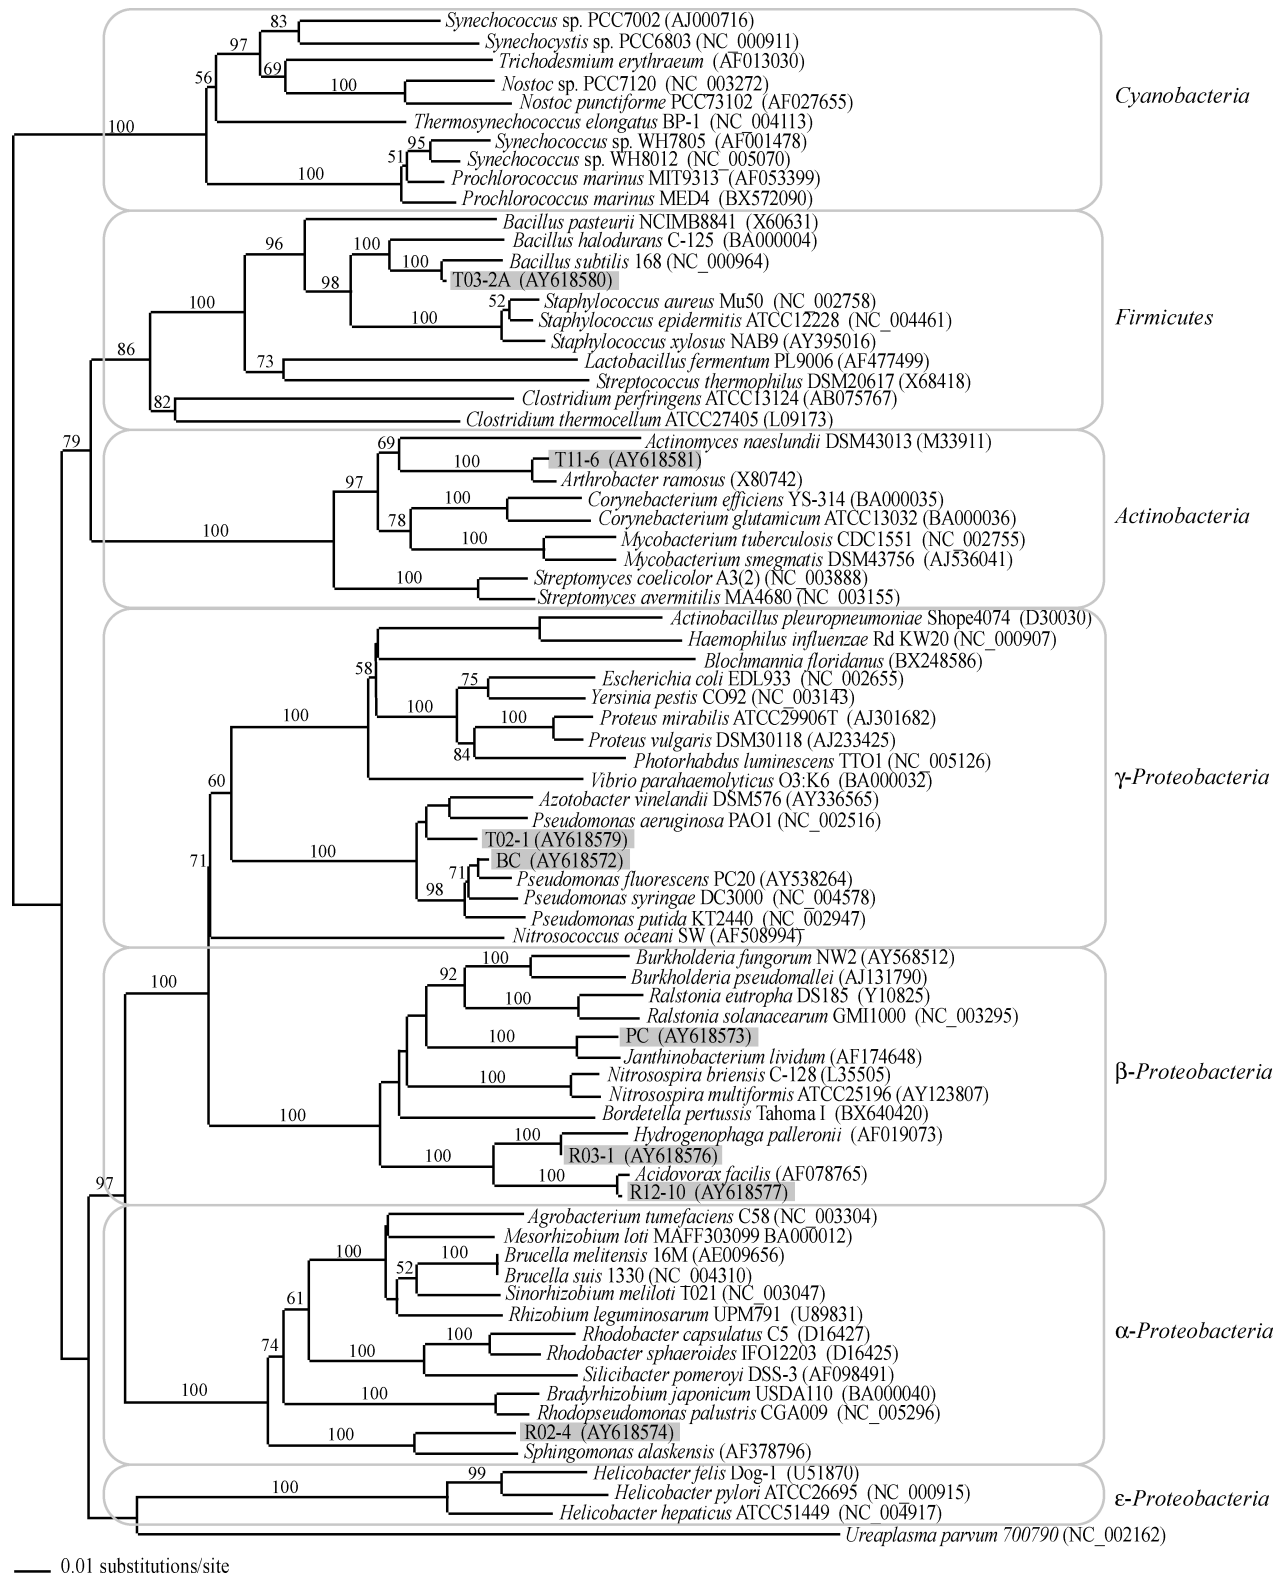 83
Synechococcus sp. PCC7002 (AJ000716)
97
Synechocystis sp. PCC6803 (NC_000911)
Trichodesmium erythraeum (AF013030)
69
56
100
Nostoc sp. PCC7120 (NC_003272)
Nostoc punctiforme PCC73102 (AF027655)
Cyanobacteria
100
Thermosynechococcus elongatus BP-1 (NC_004113)
95
Synechococcus sp. WH7805 (AF001478)
51
Synechococcus sp. WH8012 (NC_005070)
100
Prochlorococcus marinus MIT9313 (AF053399)
Prochlorococcus marinus MED4 (BX572090)
Bacillus pasteurii NCIMB8841 (X60631)
96
100
Bacillus halodurans C-125 (BA000004)
100
Bacillus subtilis 168 (NC_000964)
98
T03-2A (AY618580)
100
52
Staphylococcus aureus Mu50 (NC_002758)
100
Staphylococcus epidermitis ATCC12228 (NC_004461)
Firmicutes
Staphylococcus xylosus NAB9 (AY395016)
86
73
Lactobacillus fermentum PL9006 (AF477499)
Streptococcus thermophilus DSM20617 (X68418)
82
Clostridium perfringens ATCC13124 (AB075767)
Clostridium thermocellum ATCC27405 (L09173)
79
69
Actinomyces naeslundii DSM43013 (M33911)
100
T11-6 (AY618581)
Arthrobacter ramosus (X80742)
97
100
Corynebacterium efficiens YS-314 (BA000035)
78
Corynebacterium glutamicum ATCC13032 (BA000036)
Actinobacteria
100
100
Mycobacterium tuberculosis CDC1551 (NC_002755)
Mycobacterium smegmatis DSM43756 (AJ536041)
100
Streptomyces coelicolor A3(2) (NC_003888)
Streptomyces avermitilis MA4680 (NC_003155)
Actinobacillus pleuropneumoniae Shope4074 (D30030)
Haemophilus influenzae Rd KW20 (NC_000907)
58
Blochmannia floridanus (BX248586)
75
Escherichia coli EDL933 (NC_002655)
Yersinia pestis CO92 (NC_003143)
100
100
100
Proteus mirabilis ATCC29906T (AJ301682)
Proteus vulgaris DSM30118 (AJ233425)
84
Photorhabdus luminescens TTO1 (NC_005126)
60
Vibrio parahaemolyticus O3:K6 (BA000032)
γ-Proteobacteria
Azotobacter vinelandii DSM576 (AY336565)
Pseudomonas aeruginosa PAO1 (NC_002516)
T02-1 (AY618579)
71
100
BC (AY618572)
71
Pseudomonas fluorescens PC20 (AY538264)
98
Pseudomonas syringae DC3000 (NC_004578)
Pseudomonas putida KT2440 (NC_002947)
Nitrosococcus oceani SW (AF508994)
100
Burkholderia fungorum NW2 (AY568512)
92
Burkholderia pseudomallei (AJ131790)
100
100
Ralstonia eutropha DS185 (Y10825)
Ralstonia solanacearum GMI1000 (NC_003295)
100
PC (AY618573)
Janthinobacterium lividum (AF174648)
100
Nitrosospira briensis C-128 (L35505)
β-Proteobacteria
Nitrosospira multiformis ATCC25196 (AY123807)
100
Bordetella pertussis Tahoma I (BX640420)
100
Hydrogenophaga palleronii (AF019073)
100
R03-1 (AY618576)
100
Acidovorax facilis (AF078765)
97
R12-10 (AY618577)
Agrobacterium tumefaciens C58 (NC_003304)
Mesorhizobium loti MAFF303099 BA000012)
100
100
Brucella melitensis 16M (AE009656)
52
Brucella suis 1330 (NC_004310)
61
Sinorhizobium meliloti T021 (NC_003047)
Rhizobium leguminosarum UPM791 (U89831)
74
100
Rhodobacter capsulatus C5 (D16427)
α-Proteobacteria
100
Rhodobacter sphaeroides IFO12203 (D16425)
Silicibacter pomeroyi DSS-3 (AF098491)
100
100
Bradyrhizobium japonicum USDA110 (BA000040)
Rhodopseudomonas palustris CGA009 (NC_005296)
100
R02-4 (AY618574)
Sphingomonas alaskensis (AF378796)
99
Helicobacter felis Dog-1 (U51870)
100
Helicobacter pylori ATCC26695 (NC_000915)
ε-Proteobacteria
Helicobacter hepaticus ATCC51449 (NC_004917)
Ureaplasma parvum 700790 (NC_002162)
0.01 substitutions/site